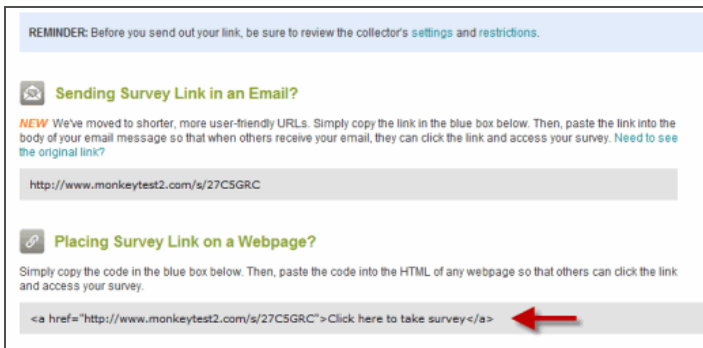 REMINDER: Before you send out your link, be sure to review the collector's settings and restrictions.
Sending Survey Link in an Email?
NEW We've moved to shorter, more user-friendly URLs. Simply copy the link in the blue box below. Then, paste the link into the
body of your email message so that when others receive your email, they can click the link and access your survey. Need to see
the original link?
http://www.monkeytest2.com/s/27C5GRC
Placing Survey Link on a Webpage?
Simply copy the code in the blue box below. Then, paste the code into the HTML of any webpage so that others can click the link
and access your survey.
<a href="http://www.monkeytest2.com/s/27C5GRC">Click here to take survey</a>